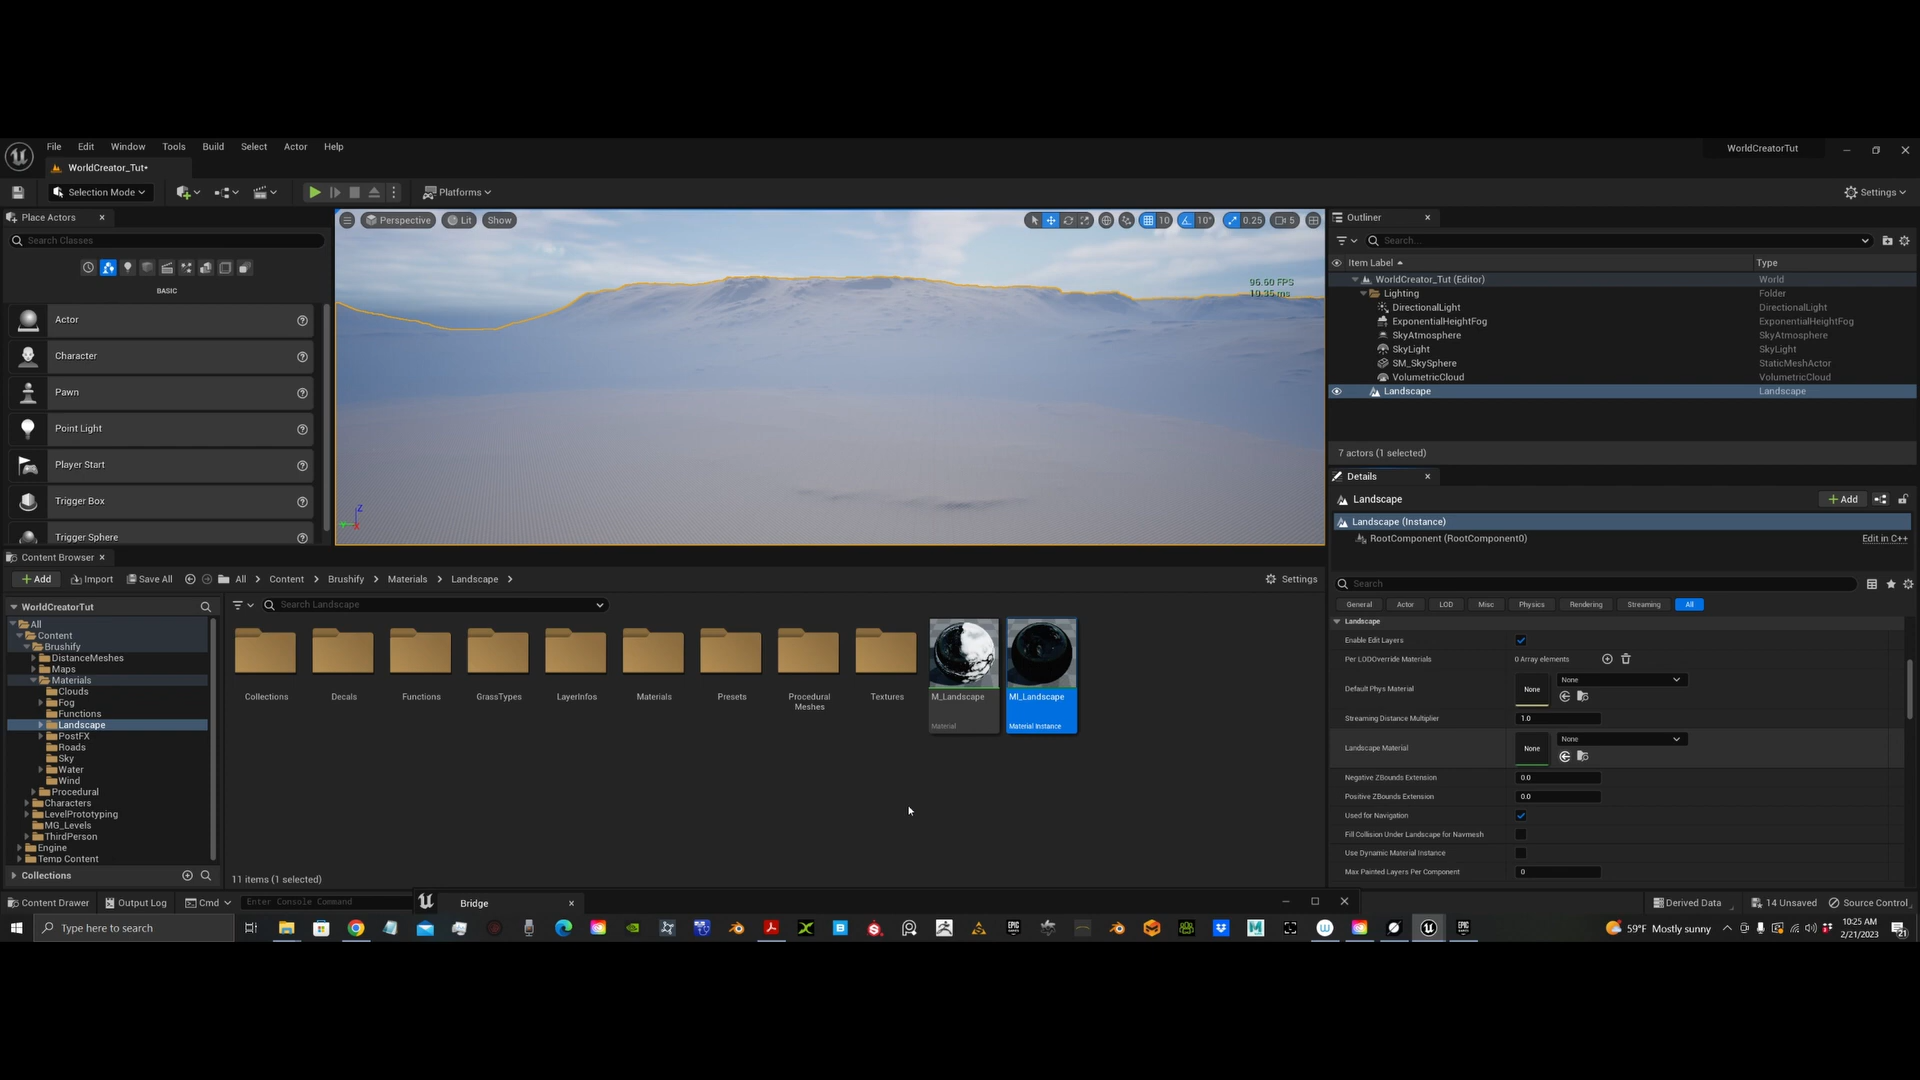 File Edit Window Tools Build Select Actor Help
WorldCreatorTut
WorldCreator_Tut•
Selection Mode
Platforms
Settings
Place Actors
Search Classes
BASIC
Actor
Character
Pawn
Point Light
Player Start
Trigger Box
Trigger Sphere
Perspective Lit Show
10 10° 0.25 5
96.60 FPS
10.35 ms
Z
Outliner
Search...
Item Label Type
WorldCreator_Tut (Editor) World
Lighting Folder
DirectionalLight DirectionalLight
ExponentialHeightFog ExponentialHeightFog
SkyAtmosphere SkyAtmosphere
SkyLight SkyLight
SM_SkySphere StaticMeshActor
VolumetricCloud VolumetricCloud
Landscape Landscape
7 actors (1 selected)
Details
Landscape
Add
Landscape (Instance)
RootComponent (RootComponent0) Edit in C++
Search
General Actor LOD Misc Physics Rendering Streaming All
Landscape
Enable Edit Layers
Per LODOverride Materials 0 Array elements
Default Phys Material None None
Streaming Distance Multiplier 1.0
Landscape Material None None
Negative ZBounds Extension 0.0
Positive ZBounds Extension 0.0
Used for Navigation
Fill Collision Under Landscape for Navmesh
Use Dynamic Material Instance
Max Painted Layers Per Component 0
Content Browser
Add Import Save All All Content Brushify Materials Landscape Settings
WorldCreatorTut
All
Content
Brushify
DistanceMeshes
Maps
Materials
Clouds
Fog
Functions
Landscape
PostFX
Roads
Sky
Water
Wind
Procedural
Characters
LevelPrototyping
MG_Levels
ThirdPerson
Engine
Temp Content
Collections
Search Landscape
Collections Decals Functions GrassTypes LayerInfos Materials Presets Procedural Meshes Textures
M_Landscape
Material
MI_Landscape
Material Instance
11 items (1 selected)
Content Drawer Output Log Cmd Enter Console Command
Bridge
Derived Data 14 Unsaved Source Control
Type here to search
59°F Mostly sunny
10:25 AM
2/21/2023
21